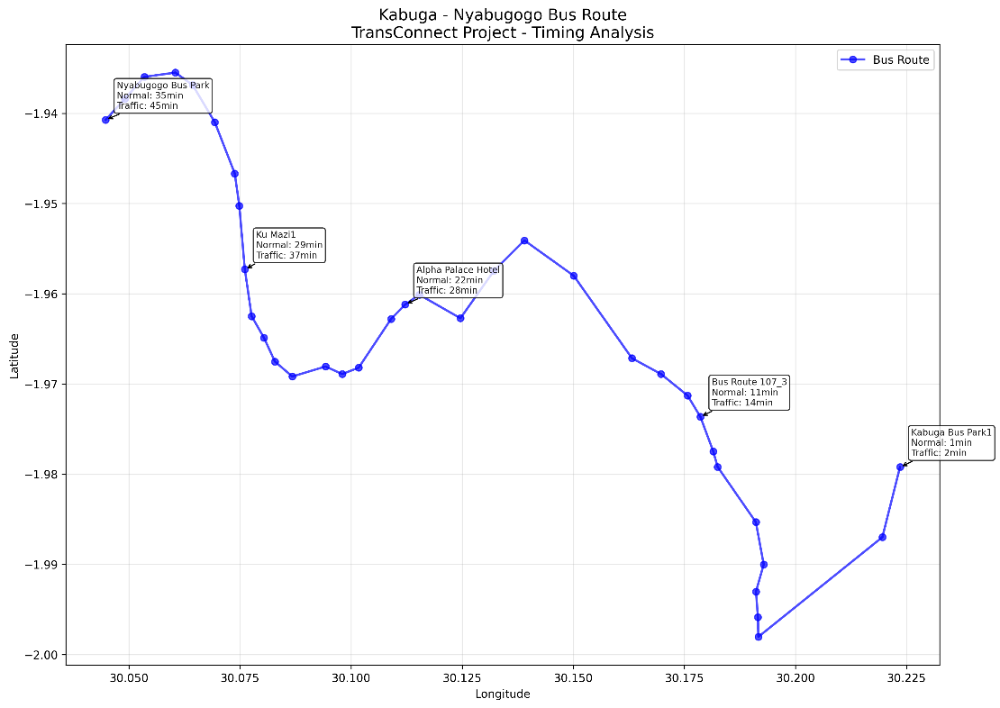 Kabuga - Nyabugogo Bus Route
TransConnect Project - Timing Analysis
Bus Route
Nyabugogo Bus Park
Normal: 35min
Traffic: 45min
Ku Mazi1
Normal: 29min
Traffic: 37min
Alpha Palace Hotel
Normal: 22min
Traffic: 28min
Bus Route 107_3
Normal: 11min
Traffic: 14min
Kabuga Bus Park1
Normal: 1min
Traffic: 2min
Latitude
−1.94
−1.95
−1.96
−1.97
−1.98
−1.99
−2.00
30.050
30.075
30.100
30.125
30.150
30.175
30.200
30.225
Longitude